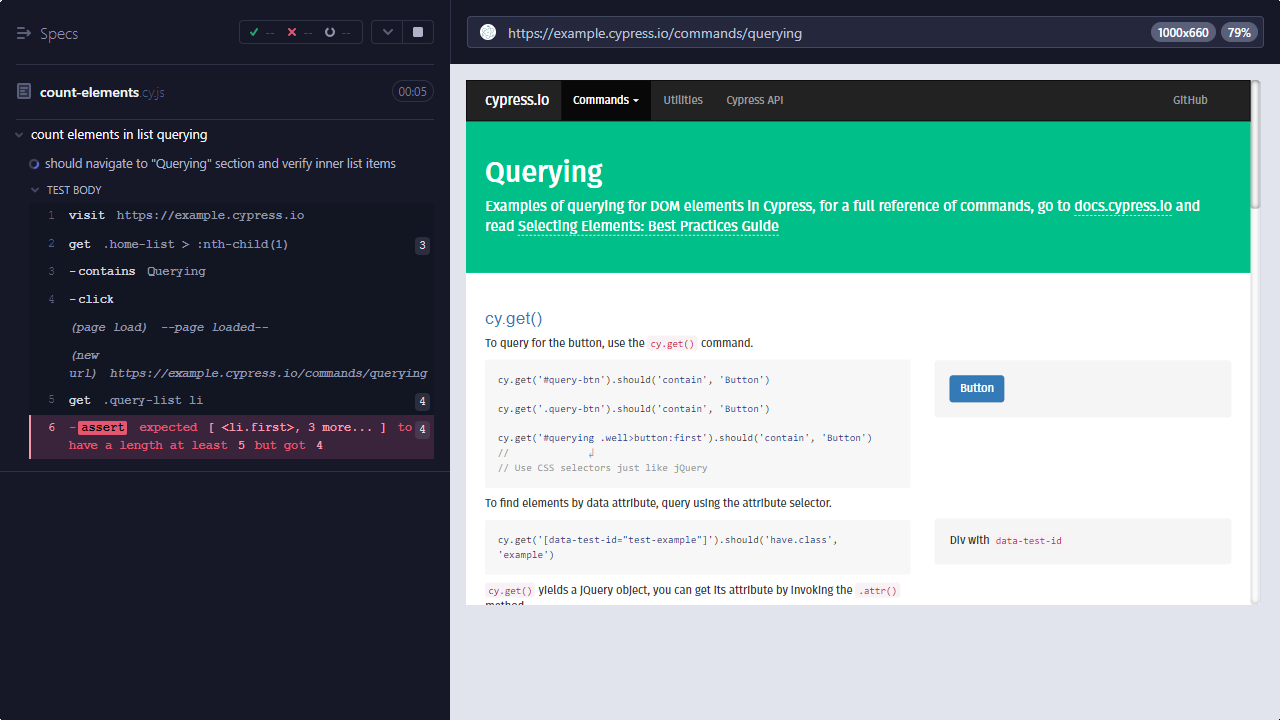 Specs
-- -- --
count-elements.cy.js
00:05
count elements in list querying
should navigate to "Querying" section and verify inner list items
TEST BODY
1 visit https://example.cypress.io
2 get .home-list > :nth-child(1) 3
3 -contains Querying
4 -click
(page load) --page loaded--
(new
url) https://example.cypress.io/commands/querying
5 get .query-list li 4
6 -assert expected [ <li.first>, 3 more... ] to 4
have a length at least 5 but got 4
https://example.cypress.io/commands/querying
1000x660 79%
cypress.io Commands Utilities Cypress API GitHub
Querying
Examples of querying for DOM elements in Cypress, for a full reference of commands, go to docs.cypress.io and
read Selecting Elements: Best Practices Guide
cy.get()
To query for the button, use the cy.get() command.
cy.get('#query-btn').should('contain', 'Button')
cy.get('.query-btn').should('contain', 'Button')
cy.get('#querying .well>button:first').should('contain', 'Button')
// ↲
// Use CSS selectors just like jQuery
Button
To find elements by data attribute, query using the attribute selector.
cy.get('[data-test-id="test-example"]').should('have.class',
'example')
Div with data-test-id
cy.get() yields a jQuery object, you can get its attribute by invoking the .attr()
method.